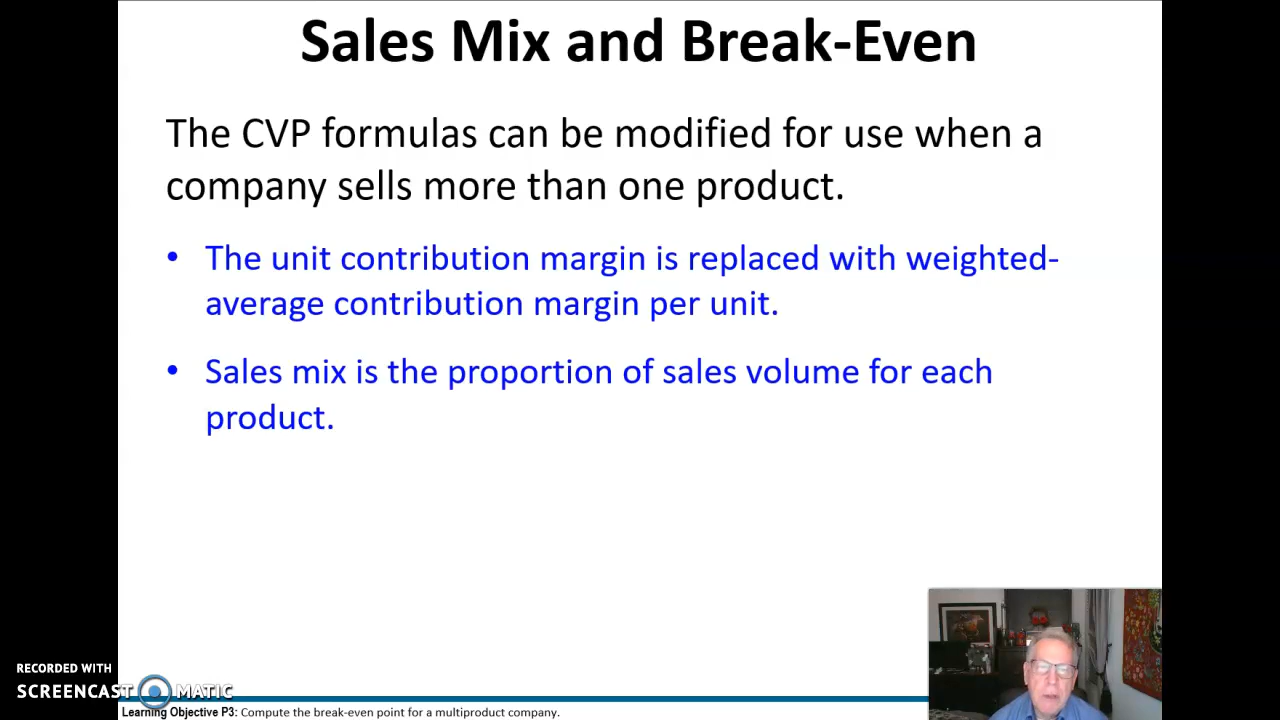 Sales Mix and Break-Even
The CVP formulas can be modified for use when a
company sells more than one product.
• The unit contribution margin is replaced with weighted-
average contribution margin per unit.
• Sales mix is the proportion of sales volume for each
product.
RECORDED WITH
SCREENCAST MATIC
Learning Objective P3: Compute the break-even point for a multiproduct company.